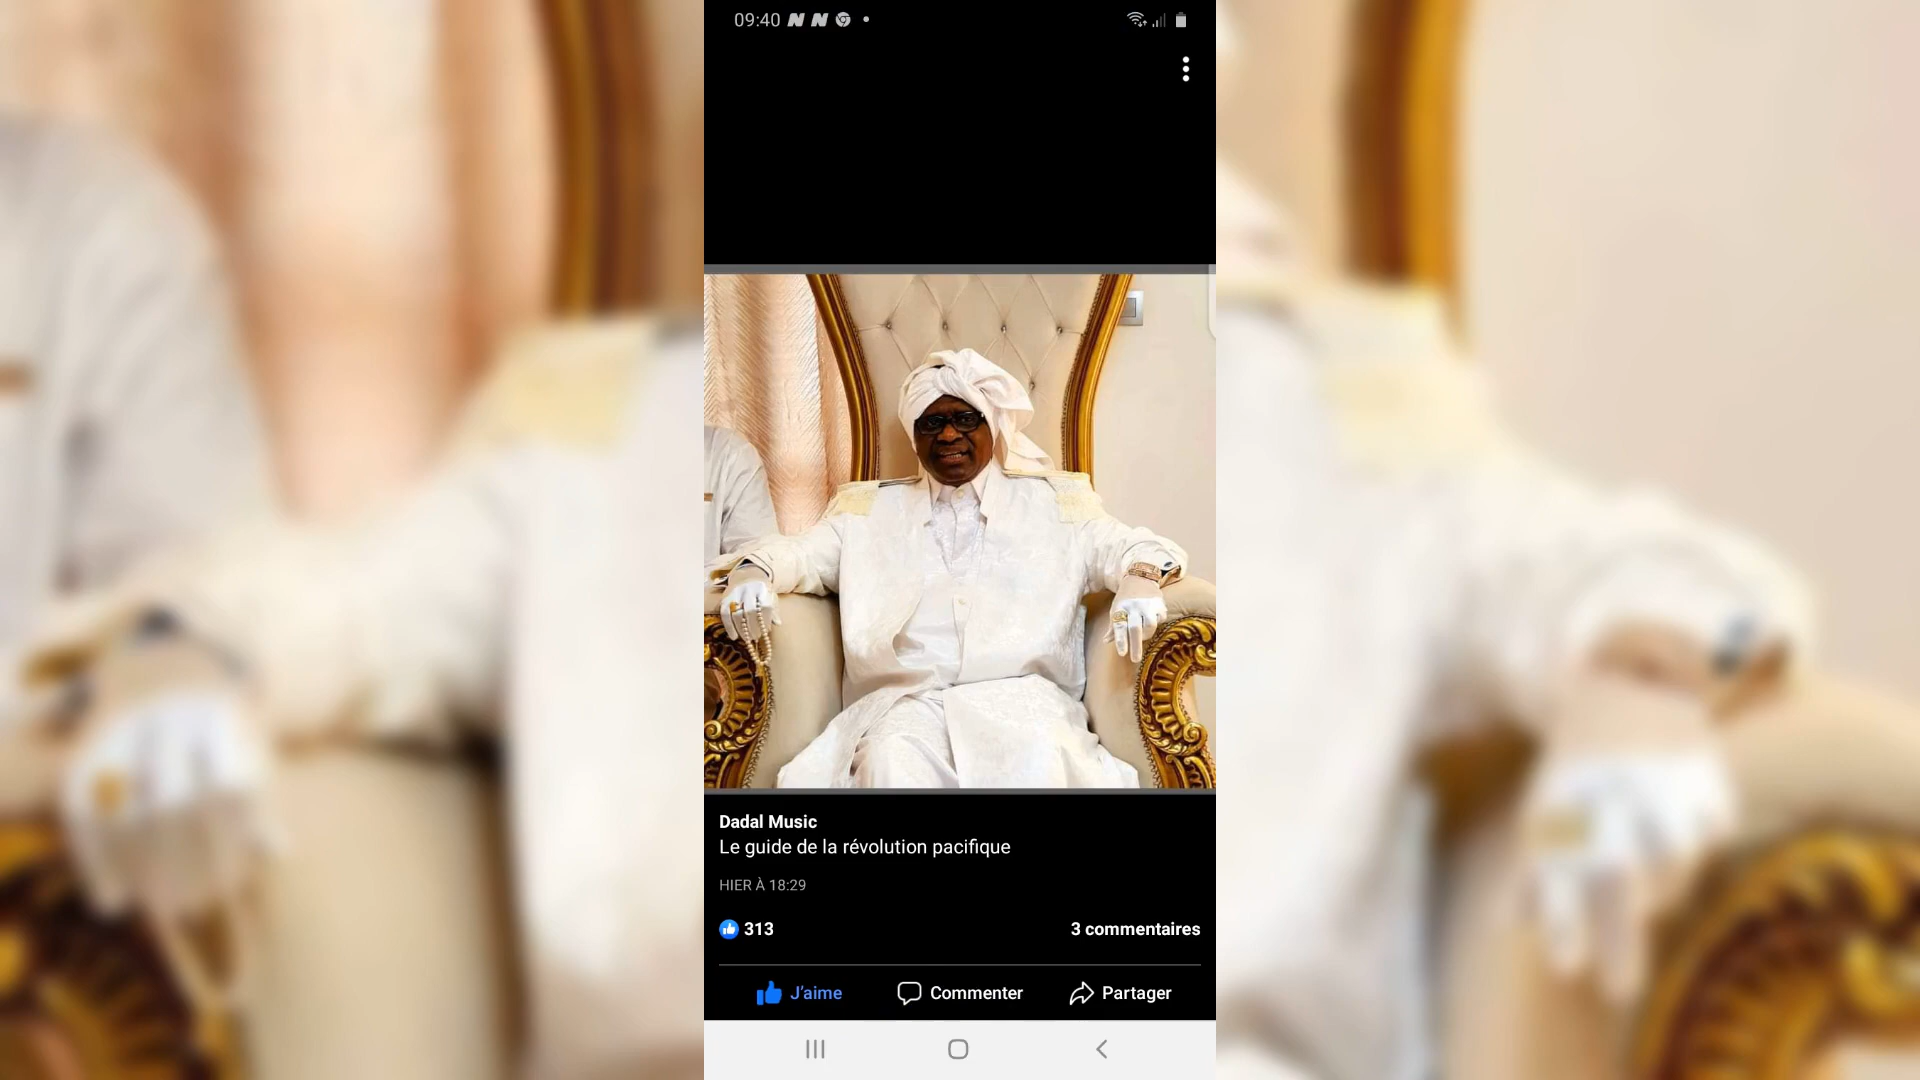 09:40
Dadal Music
Le guide de la révolution pacifique
HIER À 18:29
313
3 commentaires
J'aime
Commenter
Partager